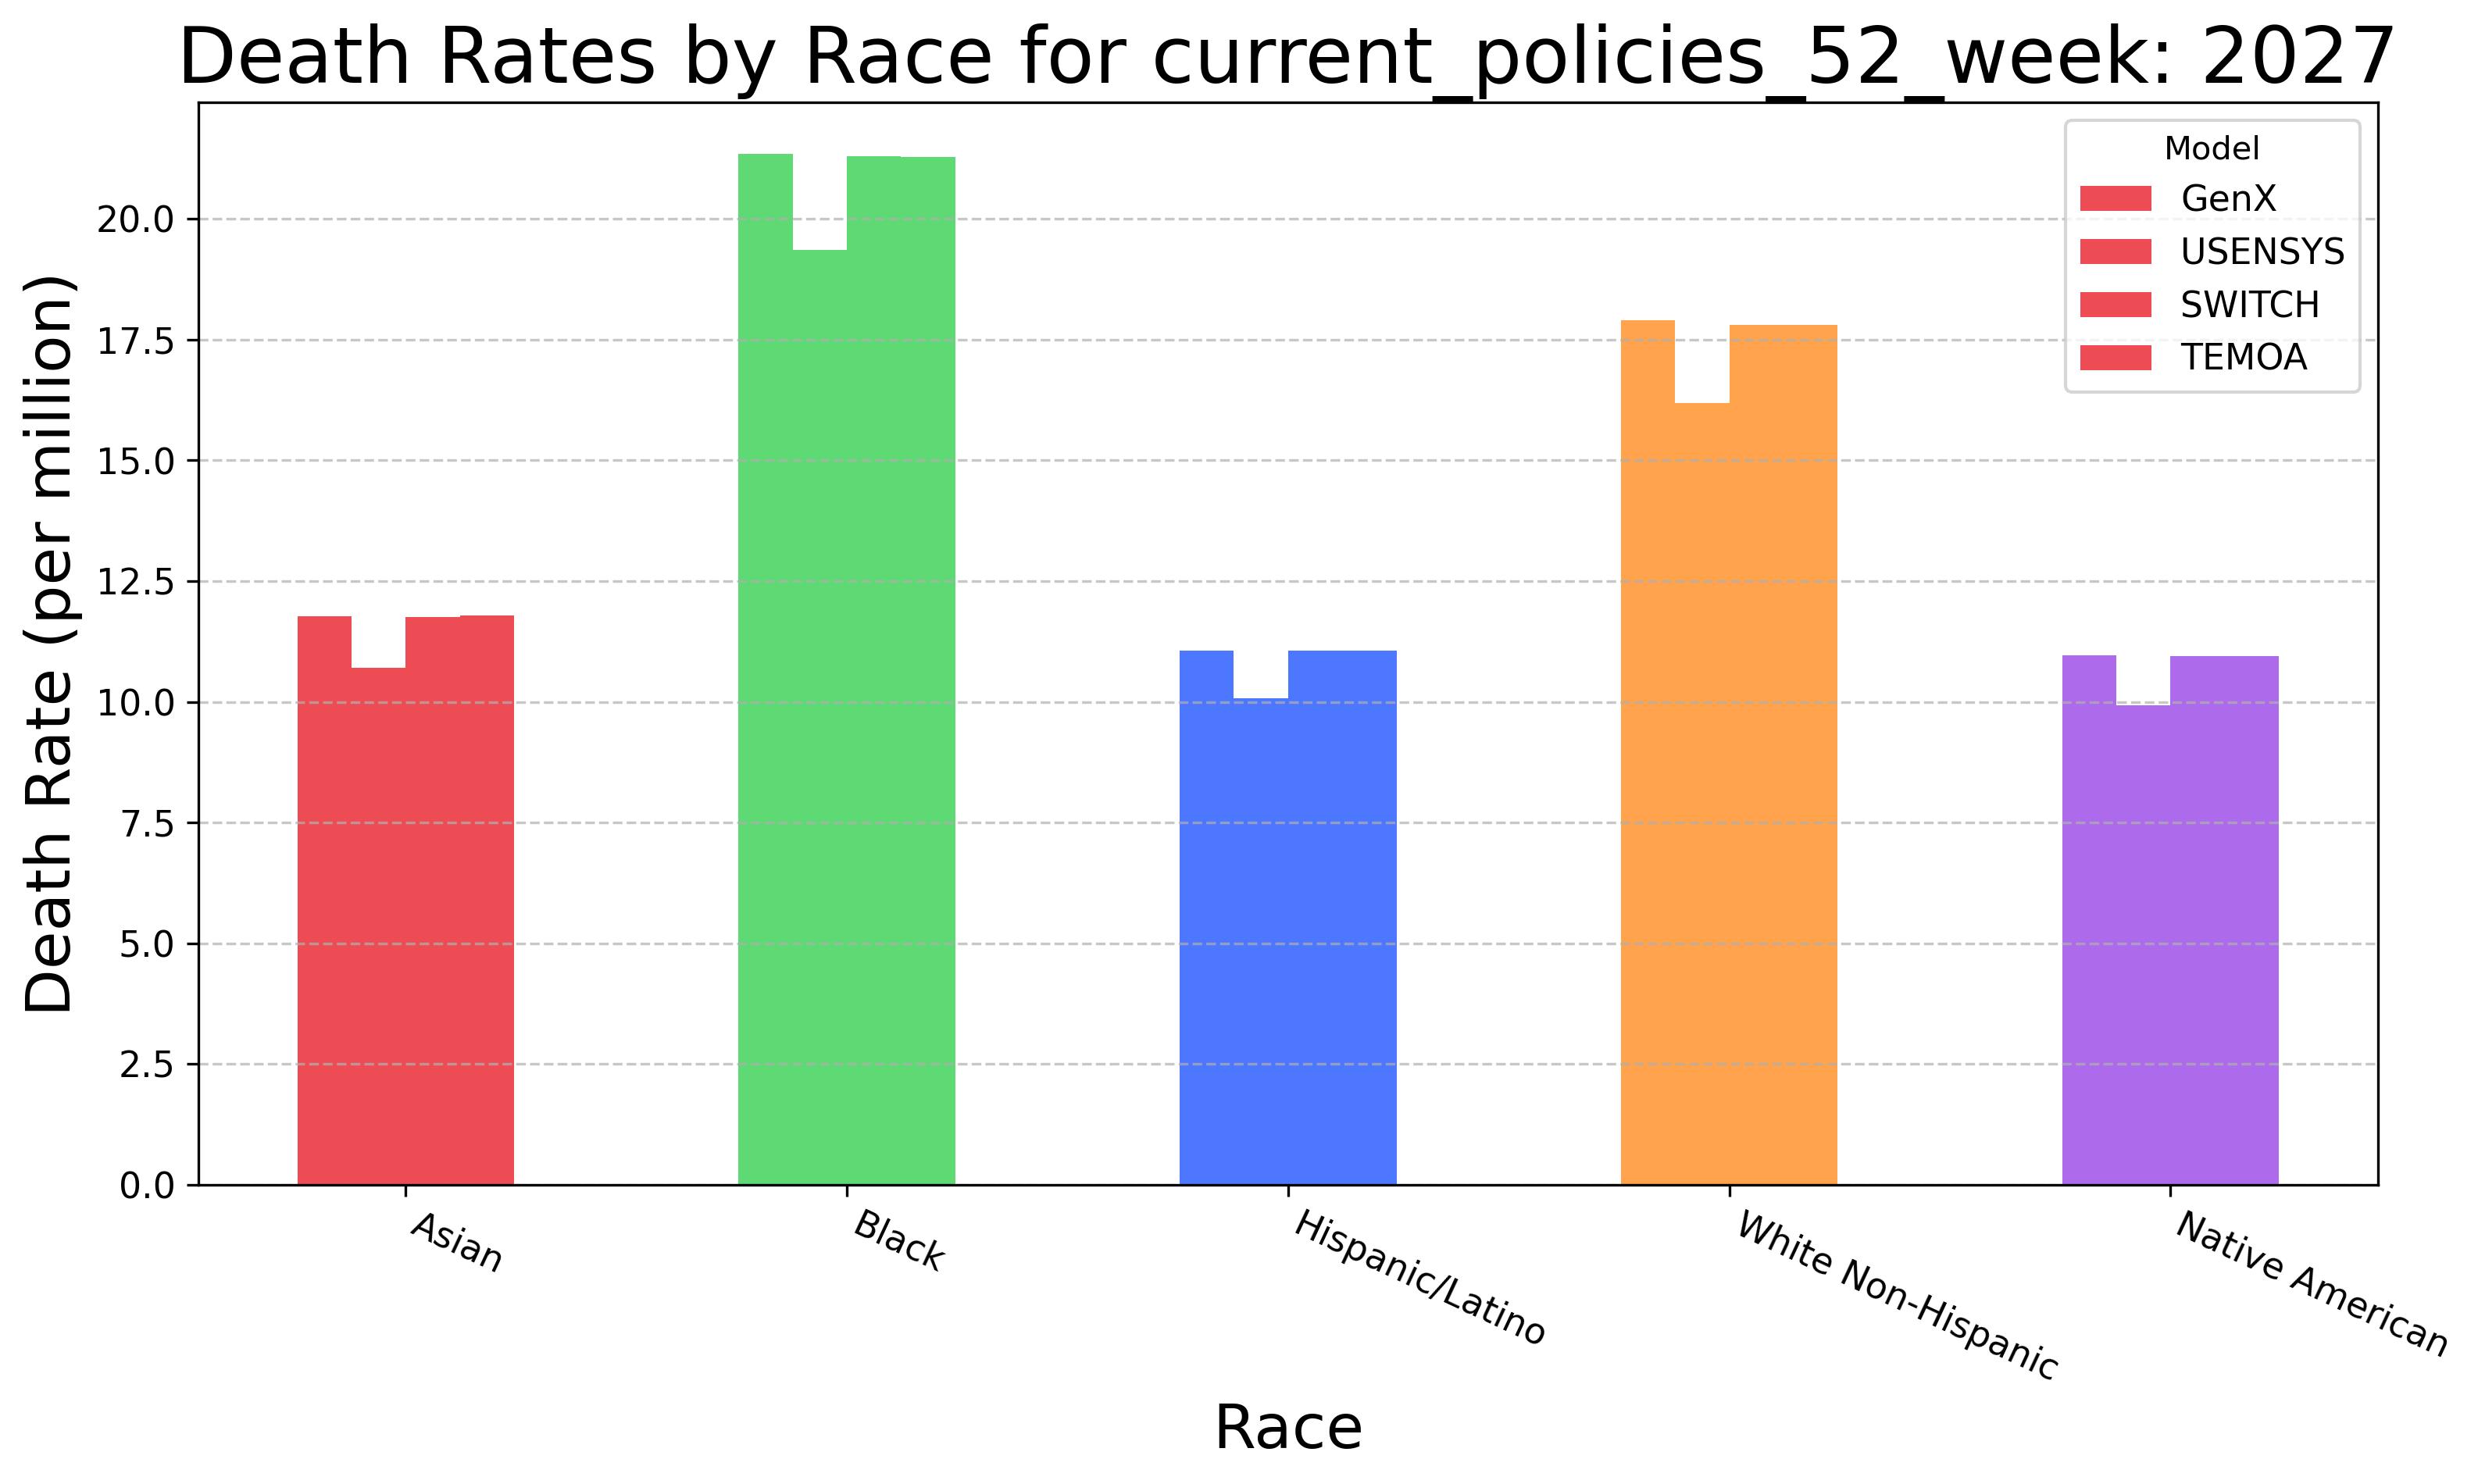 Death Rates by Race for current_policies_52_week: 2027
Model
GenX
USENSYS
SWITCH
TEMOA
Death Rate (per million)
20.0
17.5
15.0
12.5
10.0
7.5
5.0
2.5
0.0
Asian
Black
Hispanic/Latino
White Non-Hispanic
Native American
Race